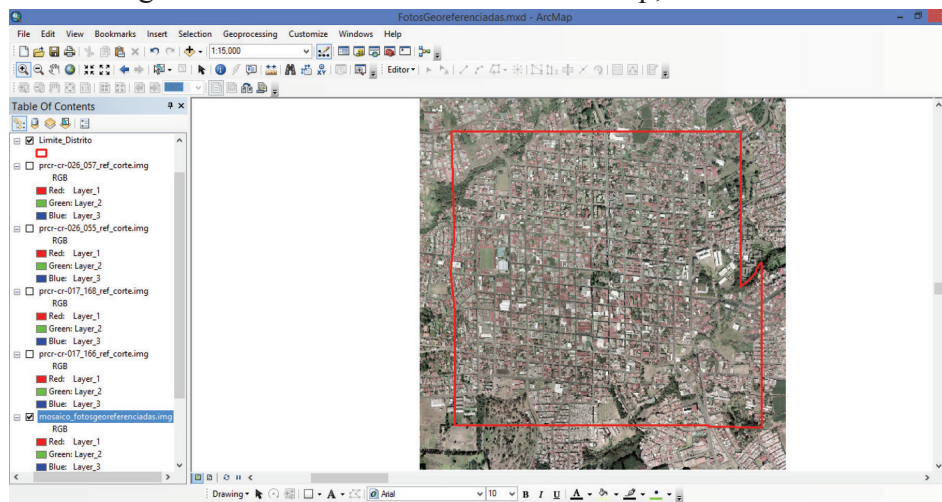 FotosGeoreferenciadas.mxd - ArcMap
File Edit View Bookmarks Insert Selection Geoprocessing Customize Windows Help
1:15,000
Editor
Table Of Contents
Limite_Distrito
prcr-cr-026_057_ref_corte.img
RGB
Red: Layer_1
Green: Layer_2
Blue: Layer_3
prcr-cr-026_055_ref_corte.img
RGB
Red: Layer_1
Green: Layer_2
Blue: Layer_3
prcr-cr-017_168_ref_corte.img
RGB
Red: Layer_1
Green: Layer_2
Blue: Layer_3
prcr-cr-017_166_ref_corte.img
RGB
Red: Layer_1
Green: Layer_2
Blue: Layer_3
mosaico_fotosgeoreferenciadas.img
RGB
Red: Layer_1
Green: Layer_2
Blue: Layer_3
Drawing A Arial 10 B I U A